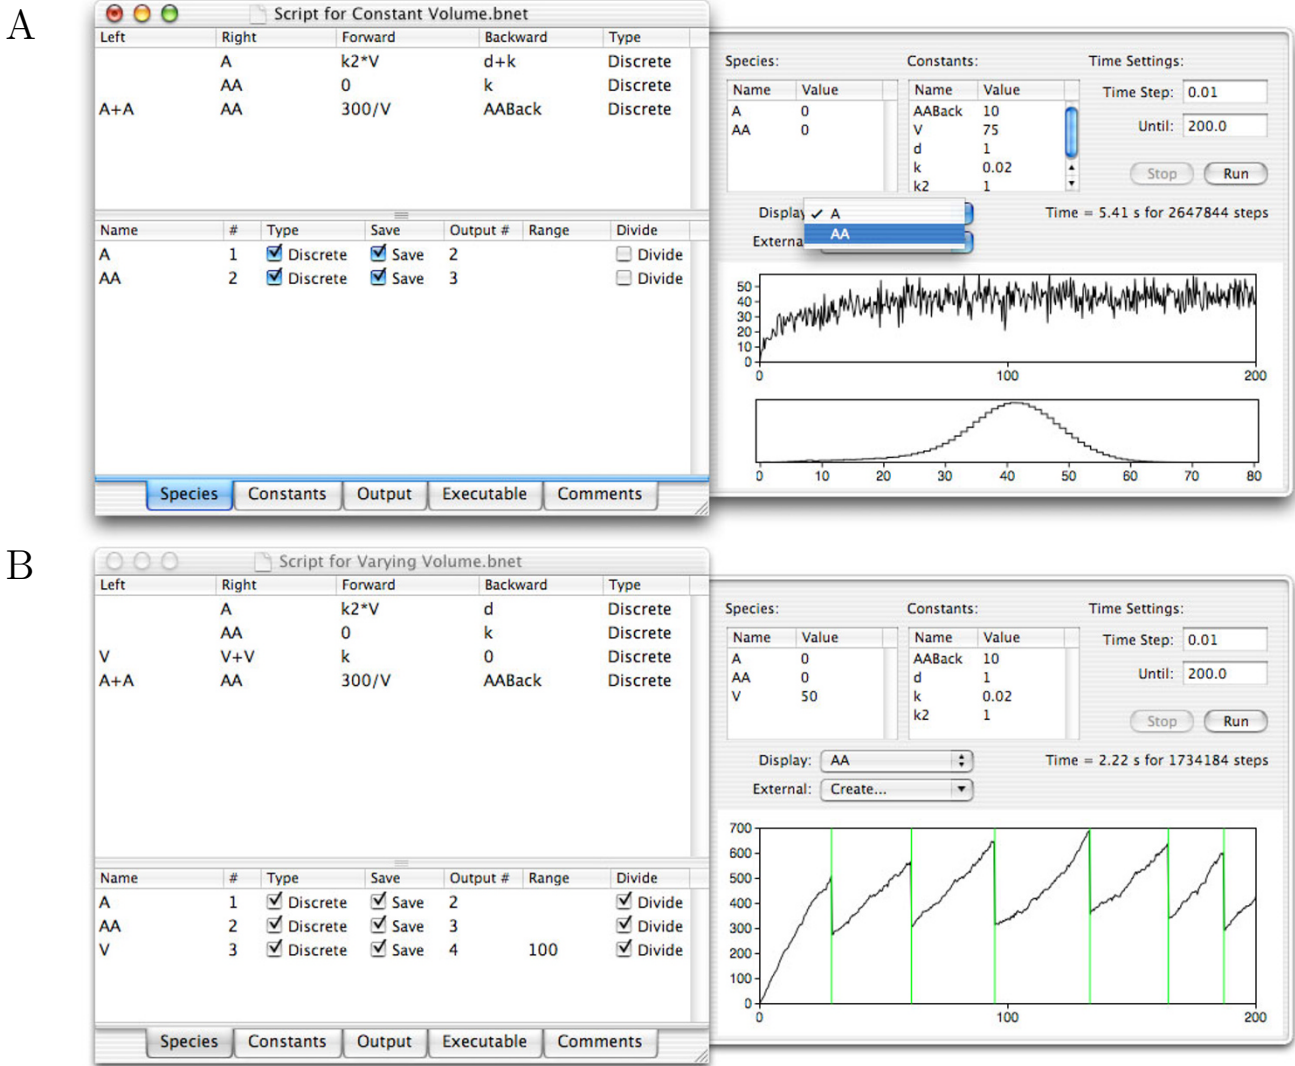 A
Script for Constant Volume.bnet
Left Right Forward Backward Type
A k2*V d+k Discrete
AA 0 k Discrete
A+A AA 300/V AABack Discrete
Name # Type Save Output # Range Divide
A 1 Discrete Save 2 Divide
AA 2 Discrete Save 3 Divide
Species Constants Output Executable Comments
Species: Constants: Time Settings:
Name Value Name Value Time Step: 0.01
A 0 AABack 10
AA 0 V 75 Until: 200.0
d 1
k 0.02 Stop Run
k2 1
Display A Time = 5.41 s for 2647844 steps
Externa AA
50
40
30
20
10
0
0 100 200
0 10 20 30 40 50 60 70 80
B
Script for Varying Volume.bnet
Left Right Forward Backward Type
A k2*V d Discrete
AA 0 k Discrete
V V+V k 0 Discrete
A+A AA 300/V AABack Discrete
Name # Type Save Output # Range Divide
A 1 Discrete Save 2 Divide
AA 2 Discrete Save 3 Divide
V 3 Discrete Save 4 100 Divide
Species Constants Output Executable Comments
Species: Constants: Time Settings:
Name Value Name Value Time Step: 0.01
A 0 AABack 10
AA 0 d 1 Until: 200.0
V 50 k 0.02
k2 1 Stop Run
Display: AA Time = 2.22 s for 1734184 steps
External: Create...
700
600
500
400
300
200
100
0
0 100 200